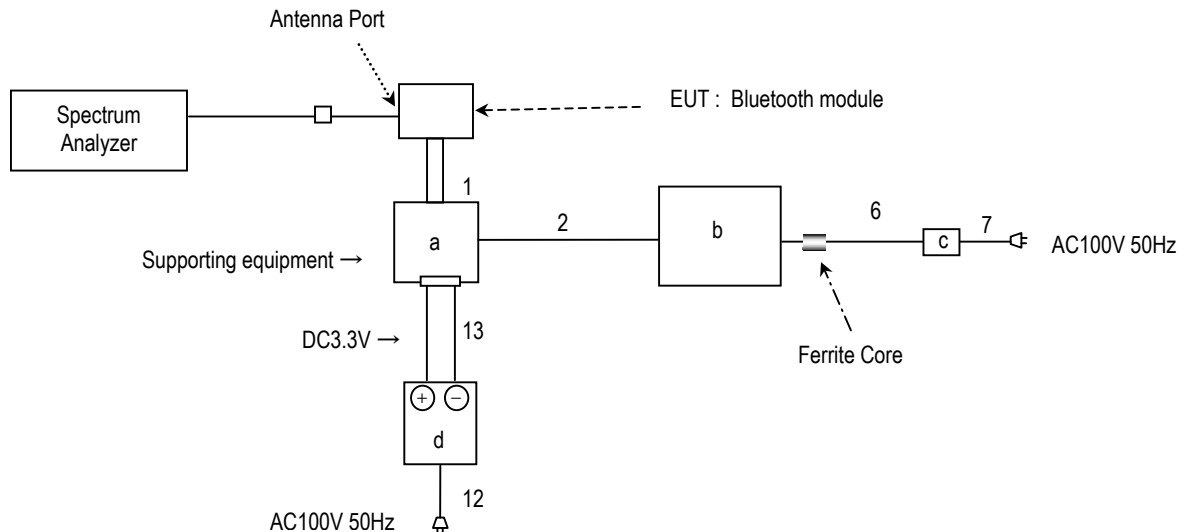 Antenna Port
EUT : Bluetooth module
Spectrum
Analyzer
1
a
2
b
6
c
7
AC100V 50Hz
Supporting equipment →
DC3.3V →
13
Ferrite Core
+ −
d
12
AC100V 50Hz